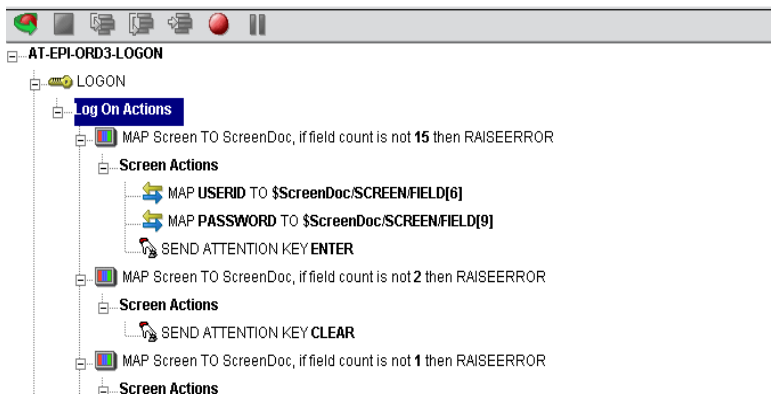 AT-EPI-ORD3-LOGON
LOGON
Log On Actions
MAP Screen TO ScreenDoc, if field count is not 15 then RAISEERROR
Screen Actions
MAP USERID TO $ScreenDoc/SCREEN/FIELD[6]
MAP PASSWORD TO $ScreenDoc/SCREEN/FIELD[9]
SEND ATTENTION KEY ENTER
MAP Screen TO ScreenDoc, if field count is not 2 then RAISEERROR
Screen Actions
SEND ATTENTION KEY CLEAR
MAP Screen TO ScreenDoc, if field count is not 1 then RAISEERROR
Screen Actions